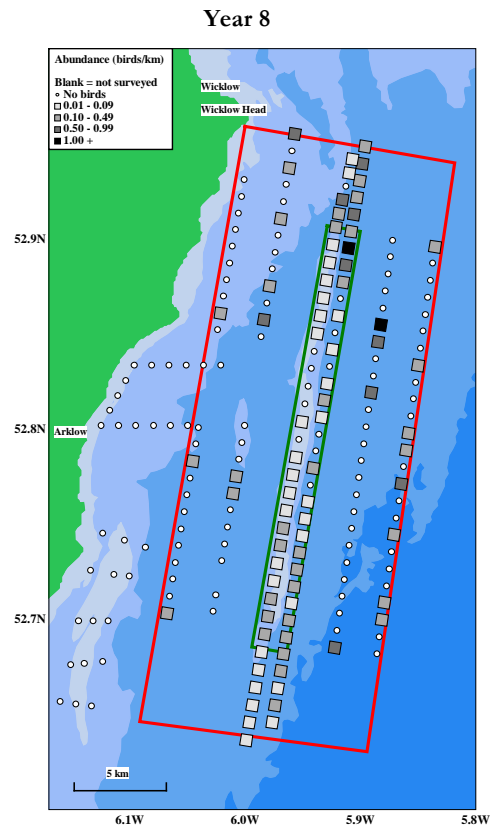 Year 8
Abundance (birds/km)
Blank = not surveyed
No birds
0.01 - 0.09
0.10 - 0.49
0.50 - 0.99
1.00 +
Wicklow
Wicklow Head
52.9N
52.8N
Arklow
52.7N
5 km
6.1W
6.0W
5.9W
5.8W